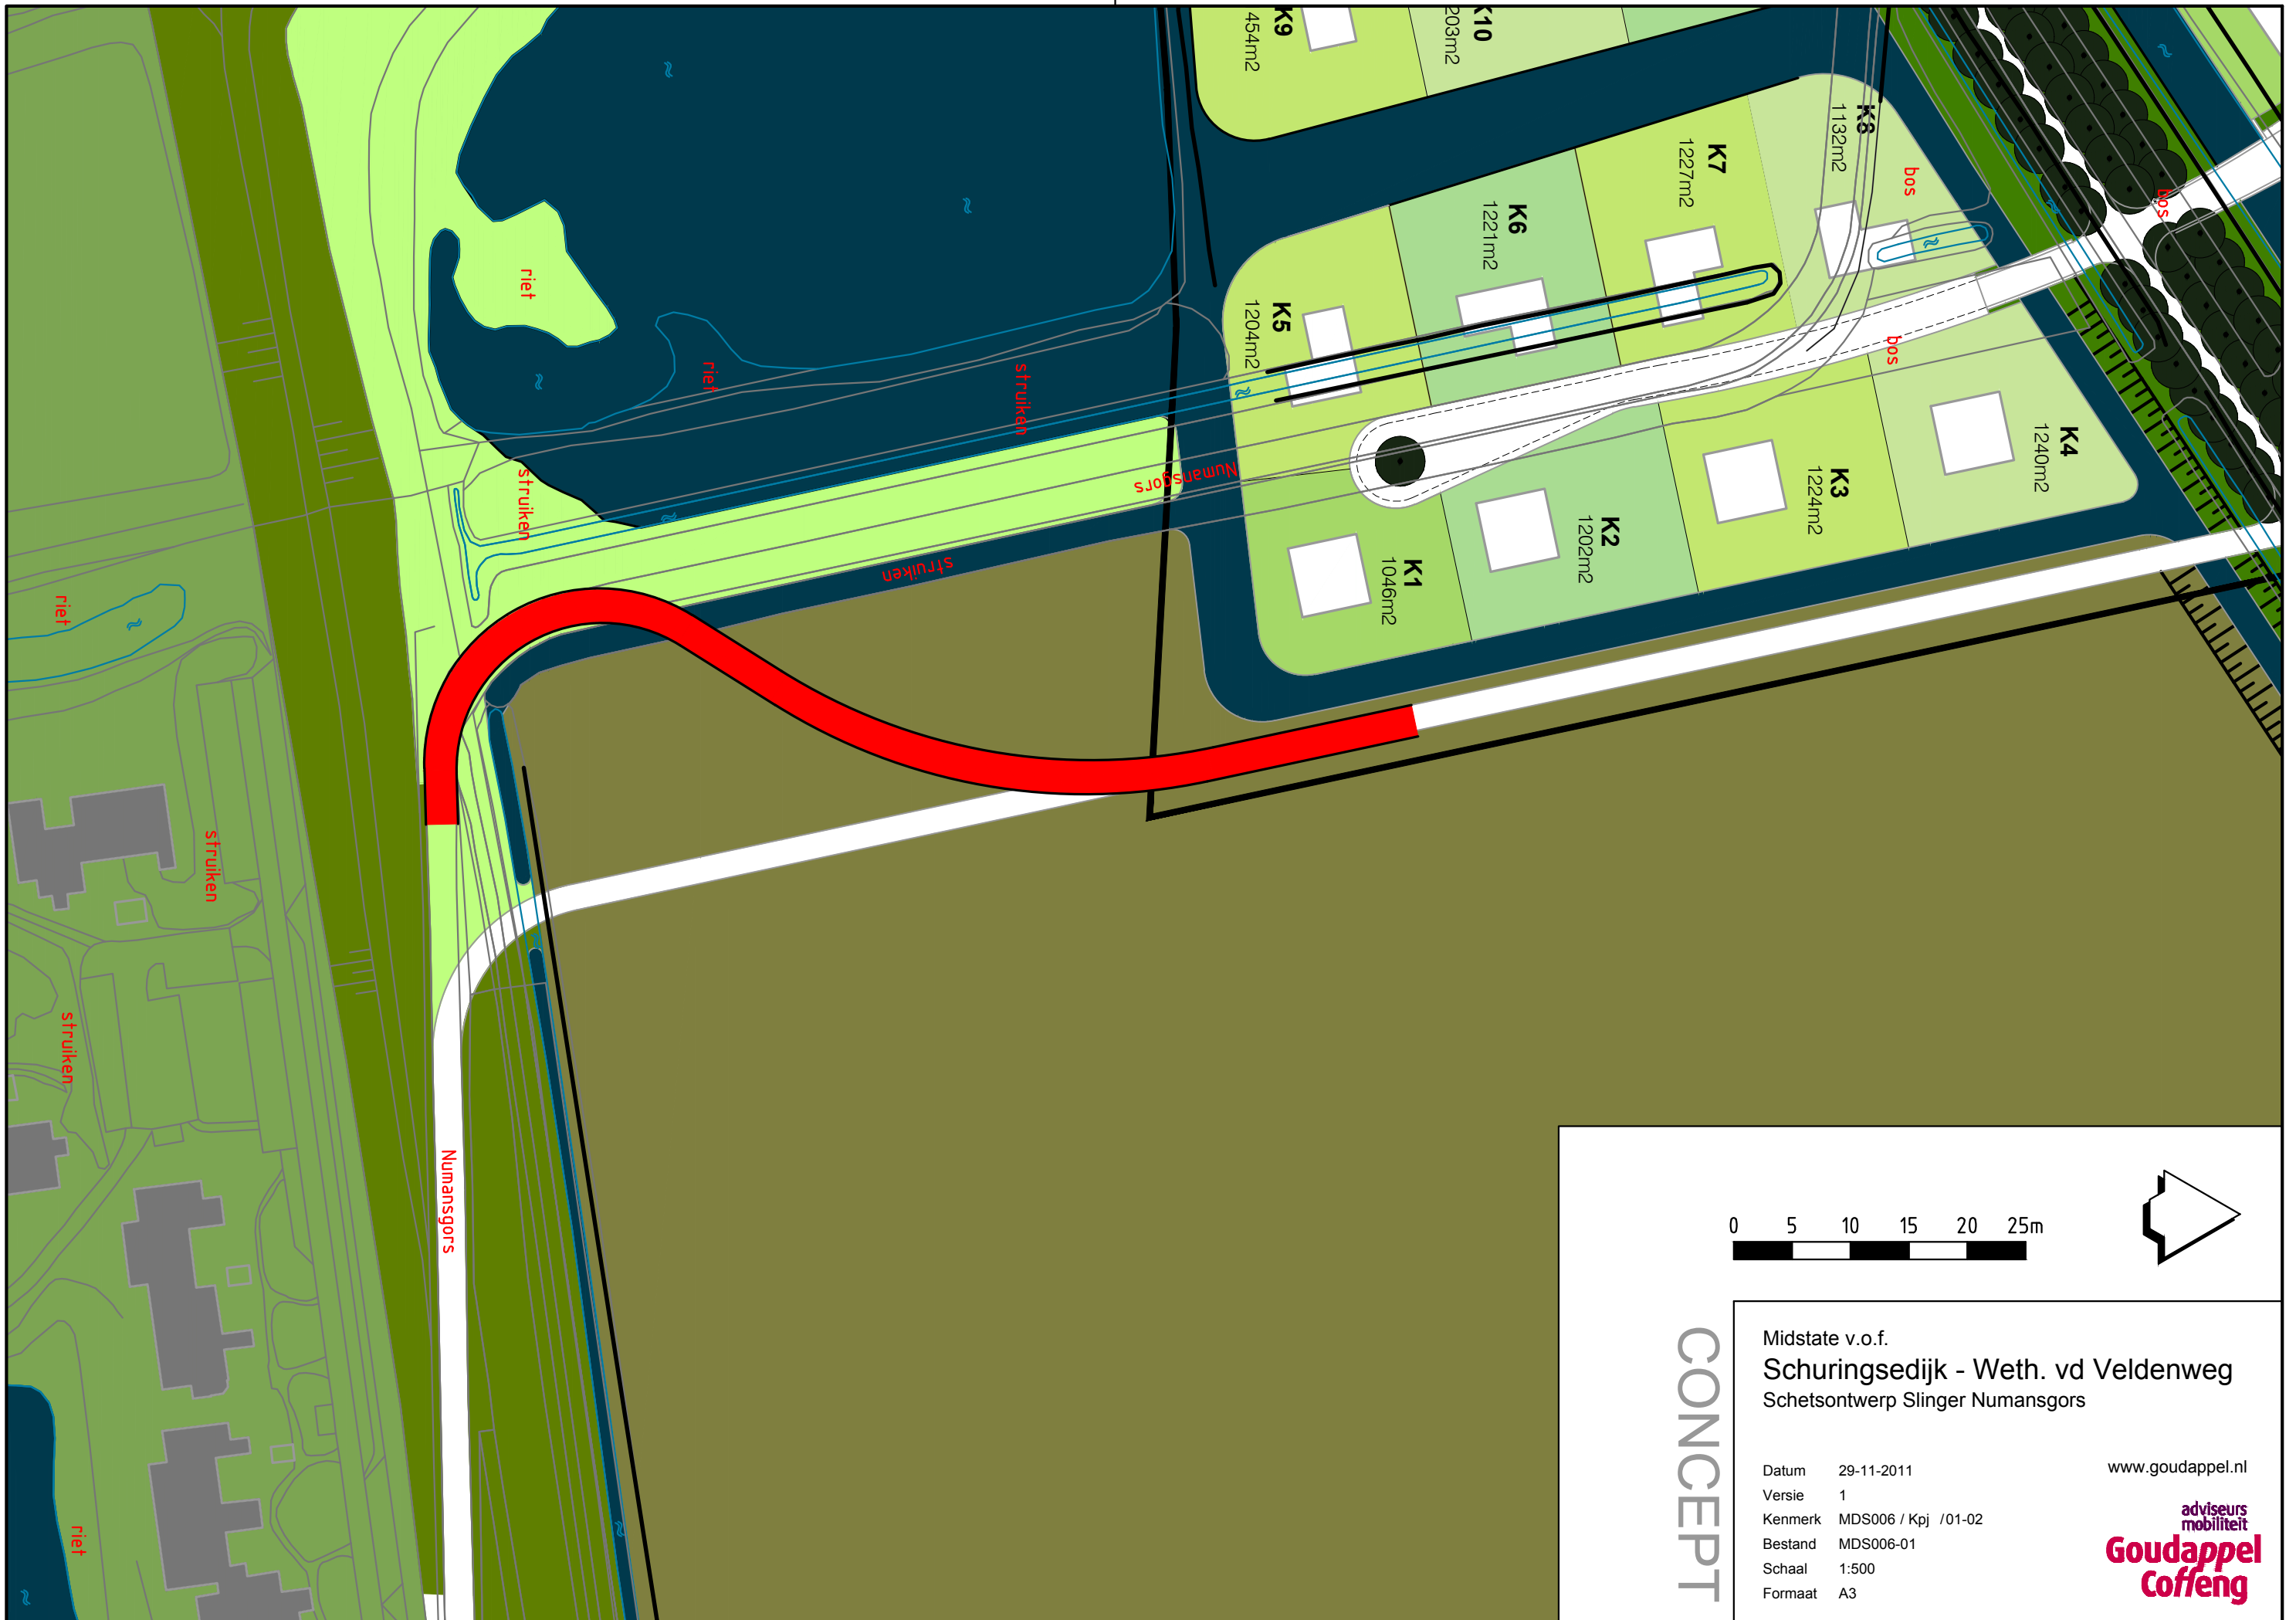 K9
454m2
K10
203m2
K8
1132m2
K7
1227m2
K6
1221m2
K5
1204m2
K4
1240m2
K3
1224m2
K2
1202m2
K1
1046m2
bos
bos
bos
riet
riet
struiken
struiken
Numansgors
struiken
riet
struiken
struiken
Numansgors
riet
0 5 10 15 20 25m
CONCEPT
Midstate v.o.f.
Schuringsedijk - Weth. vd Veldenweg
Schetsontwerp Slinger Numansgors
Datum 29-11-2011
Versie 1
Kenmerk MDS006 / Kpj /01-02
Bestand MDS006-01
Schaal 1:500
Formaat A3
www.goudappel.nl
adviseurs
mobiliteit
Goudappel
Coffeng